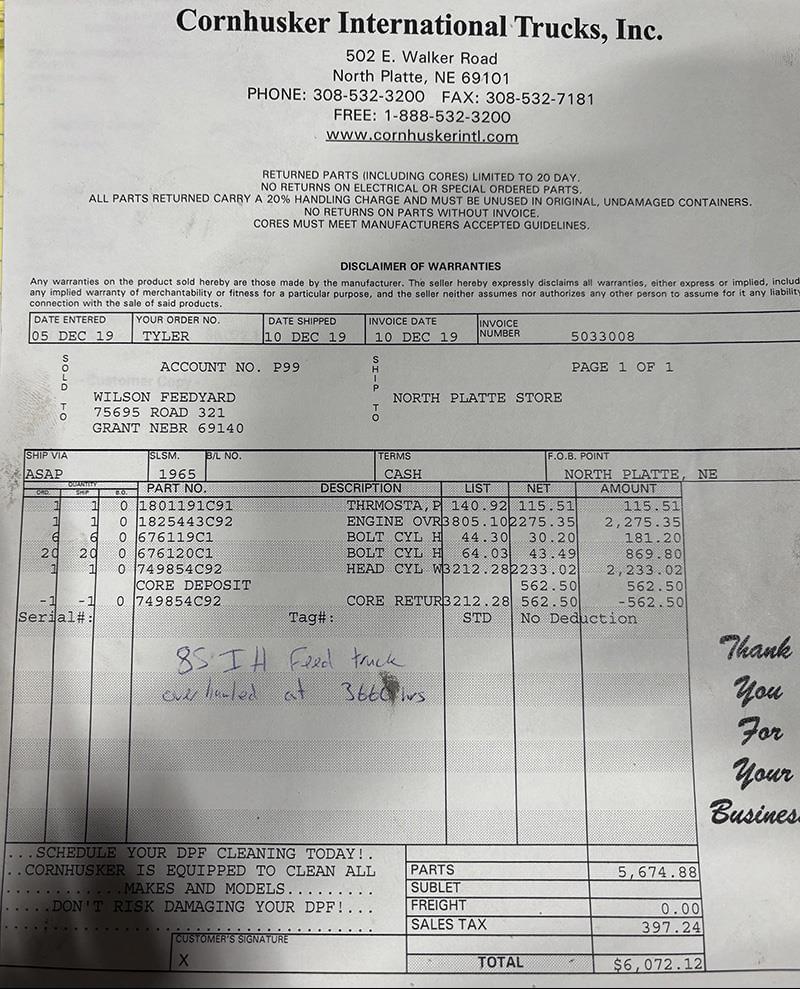 Cornhusker International Trucks, Inc.
502 E. Walker Road
North Platte, NE 69101
PHONE: 308-532-3200 FAX: 308-532-7181
FREE: 1-888-532-3200
www.cornhuskerintl.com
RETURNED PARTS (INCLUDING CORES) LIMITED TO 20 DAY.
NO RETURNS ON ELECTRICAL OR SPECIAL ORDERED PARTS.
ALL PARTS RETURNED CARRY A 20% HANDLING CHARGE AND MUST BE UNUSED IN ORIGINAL, UNDAMAGED CONTAINERS.
NO RETURNS ON PARTS WITHOUT INVOICE.
CORES MUST MEET MANUFACTURERS ACCEPTED GUIDELINES.
DISCLAIMER OF WARRANTIES
Any warranties on the product sold hereby are those made by the manufacturer. The seller hereby expressly disclaims all warranties, either express or implied, includ
any implied warranty of merchantability or fitness for a particular purpose, and the seller neither assumes nor authorizes any other person to assume for it any liability
connection with the sale of said products.
DATE ENTERED YOUR ORDER NO. DATE SHIPPED INVOICE DATE INVOICE NUMBER
05 DEC 19 TYLER 10 DEC 19 10 DEC 19 5033008
SOLD TO SHIP TO
ACCOUNT NO. P99 PAGE 1 OF 1
WILSON FEEDYARD NORTH PLATTE STORE
75695 ROAD 321
GRANT NEBR 69140
SHIP VIA SLSM. B/L NO. TERMS F.O.B. POINT
ASAP 1965 CASH NORTH PLATTE, NE
QUANTITY
ORD. SHIP B.O. PART NO. DESCRIPTION LIST NET AMOUNT
1 1 0 1801191C91 THRMOSTA,P 140.92 115.51 115.51
1 1 0 1825443C92 ENGINE OVR 3805.10 2275.35 2,275.35
6 6 0 676119C1 BOLT CYL H 44.30 30.20 181.20
20 20 0 676120C1 BOLT CYL H 64.03 43.49 869.80
1 1 0 749854C92 HEAD CYL W 3212.28 2233.02 2,233.02
CORE DEPOSIT 562.50 562.50
-1 -1 0 749854C92 CORE RETUR 3212.28 562.50 -562.50
Serial#: Tag#: STD No Deduction
85 IH Feed truck
overhauled at 3660 hrs
Thank
You
For
Your
Busines
...SCHEDULE YOUR DPF CLEANING TODAY!.
..CORNHUSKER IS EQUIPPED TO CLEAN ALL
............MAKES AND MODELS.........
.....DON'T RISK DAMAGING YOUR DPF!...
PARTS 5,674.88
SUBLET
FREIGHT 0.00
SALES TAX 397.24
CUSTOMER'S SIGNATURE
X
TOTAL $6,072.12